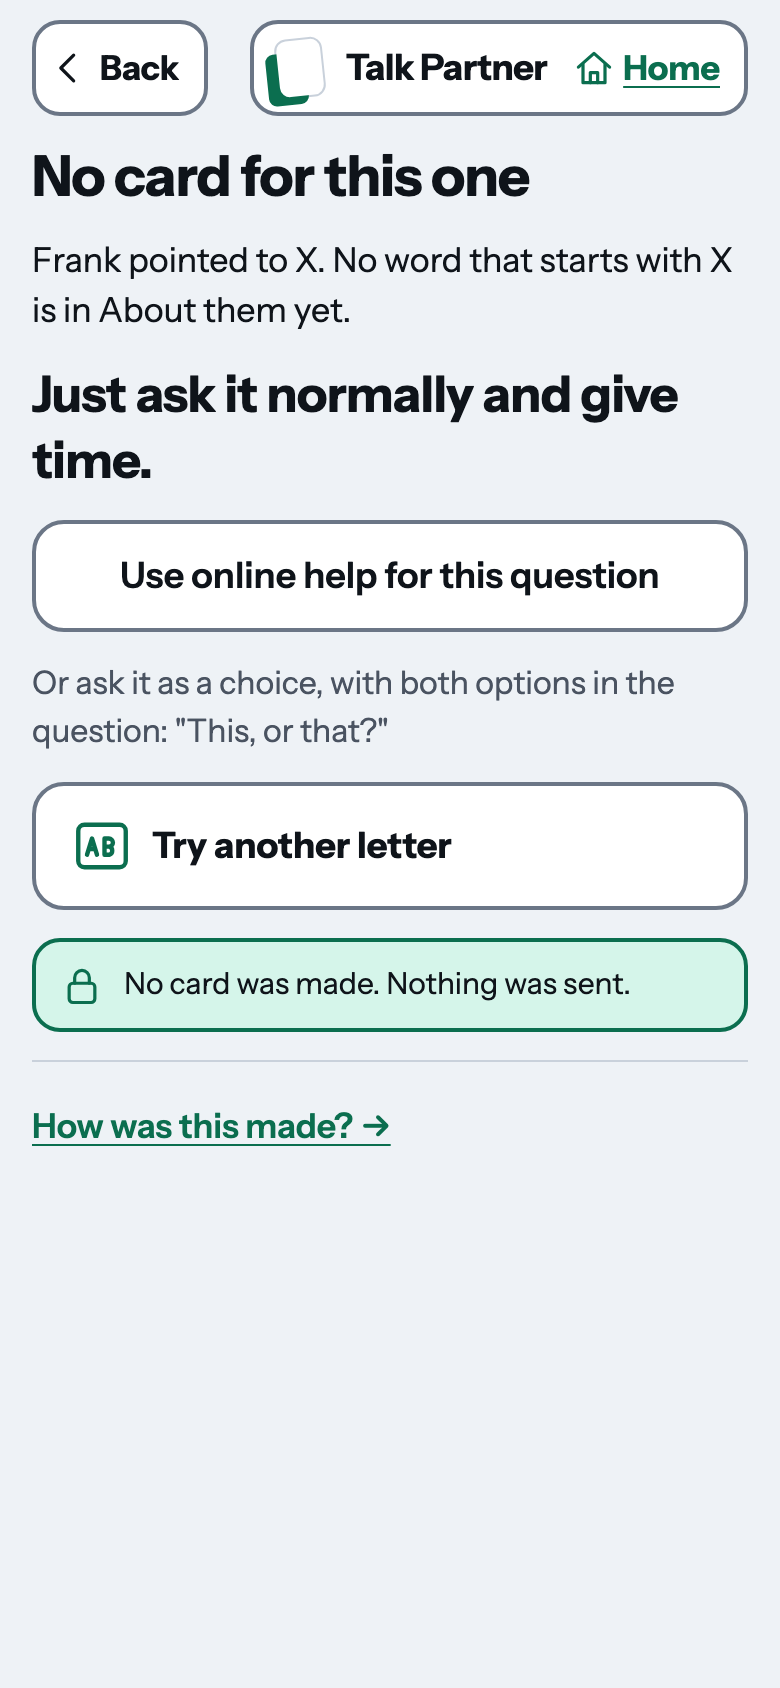 Back
Talk Partner
Home
No card for this one
Frank pointed to X. No word that starts with X
is in About them yet.
Just ask it normally and give
time.
Use online help for this question
Or ask it as a choice, with both options in the
question: "This, or that?"
AB
Try another letter
No card was made. Nothing was sent.
How was this made? →